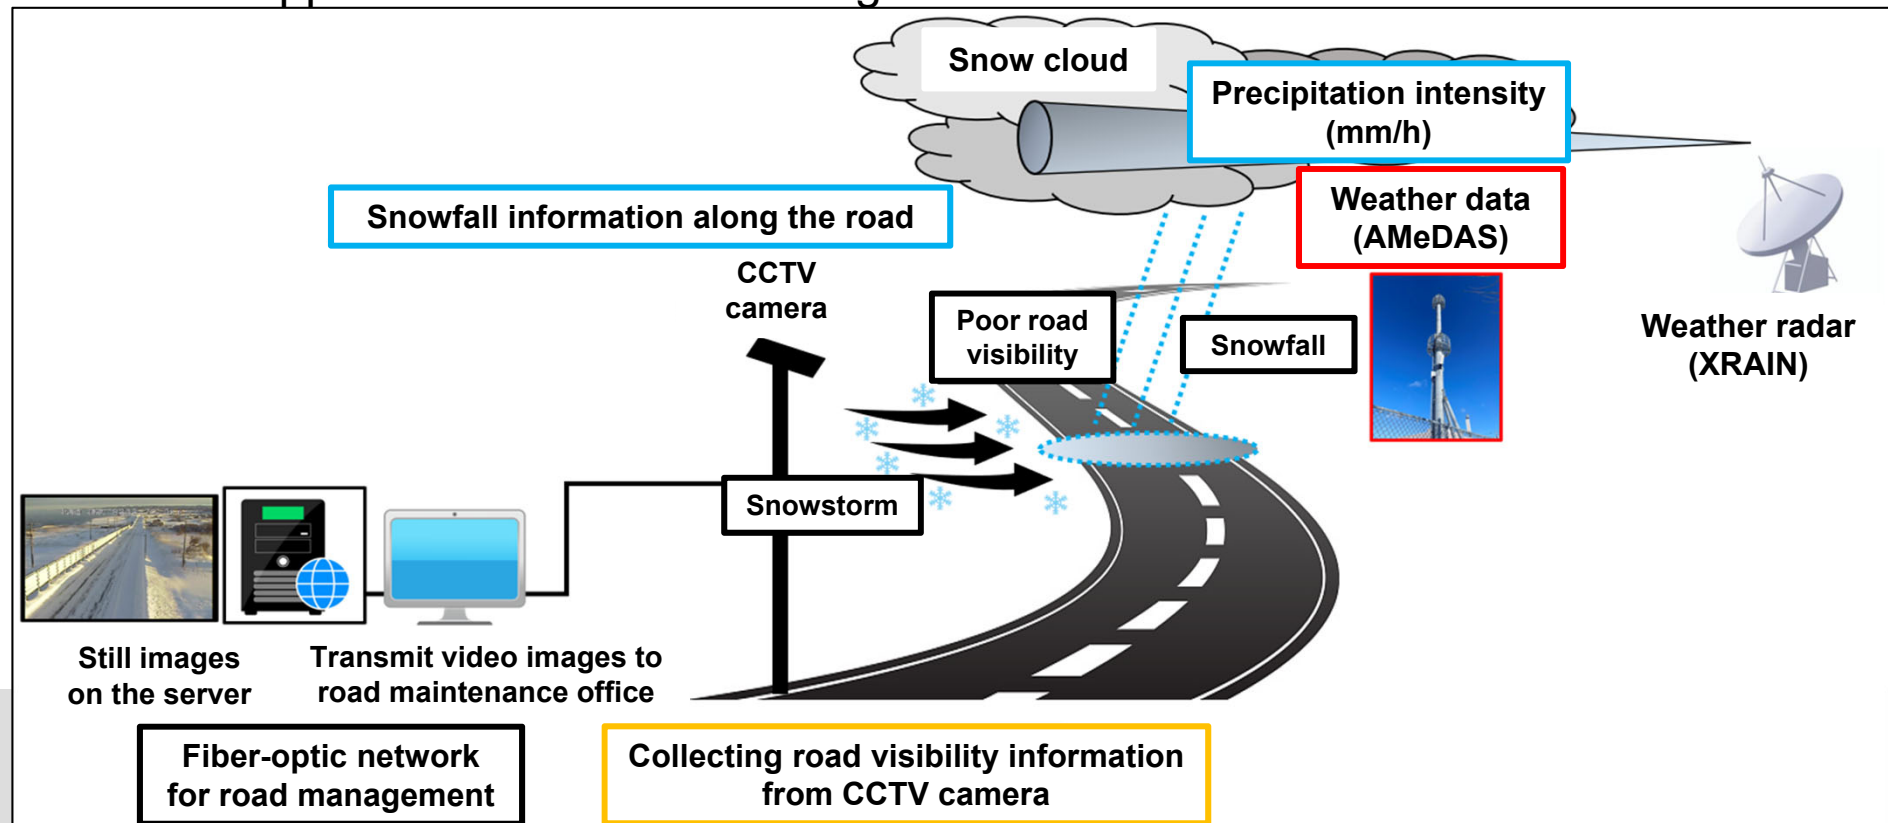 Snow cloud
Precipitation intensity
(mm/h)
Snowfall information along the road
Weather data
(AMeDAS)
CCTV
camera
Poor road
visibility
Snowfall
Weather radar
(XRAIN)
Snowstorm
Still images
on the server
Transmit video images to
road maintenance office
Fiber-optic network
for road management
Collecting road visibility information
from CCTV camera